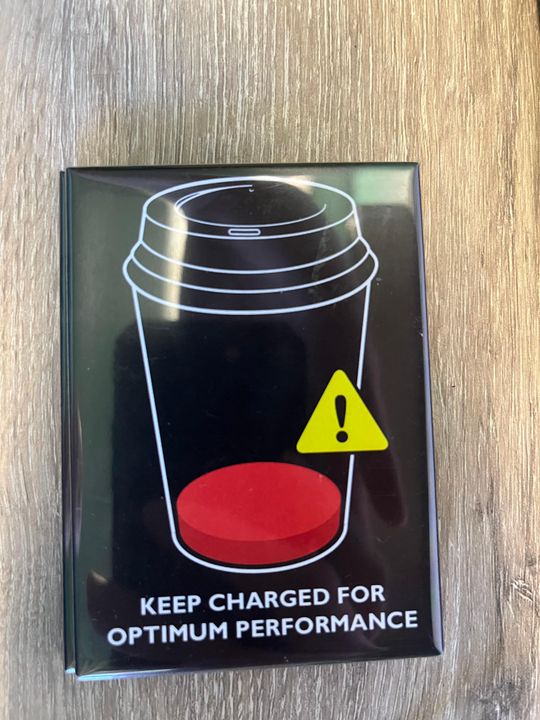 !
KEEP CHARGED FOR
OPTIMUM PERFORMANCE